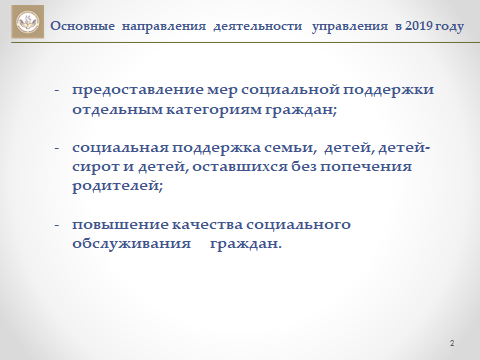 Основные направления деятельности управления в 2019 году
- предоставление мер социальной поддержки
отдельным категориям граждан;
- социальная поддержка семьи, детей, детей-
сирот и детей, оставшихся без попечения
родителей;
- повышение качества социального
обслуживания граждан.
2